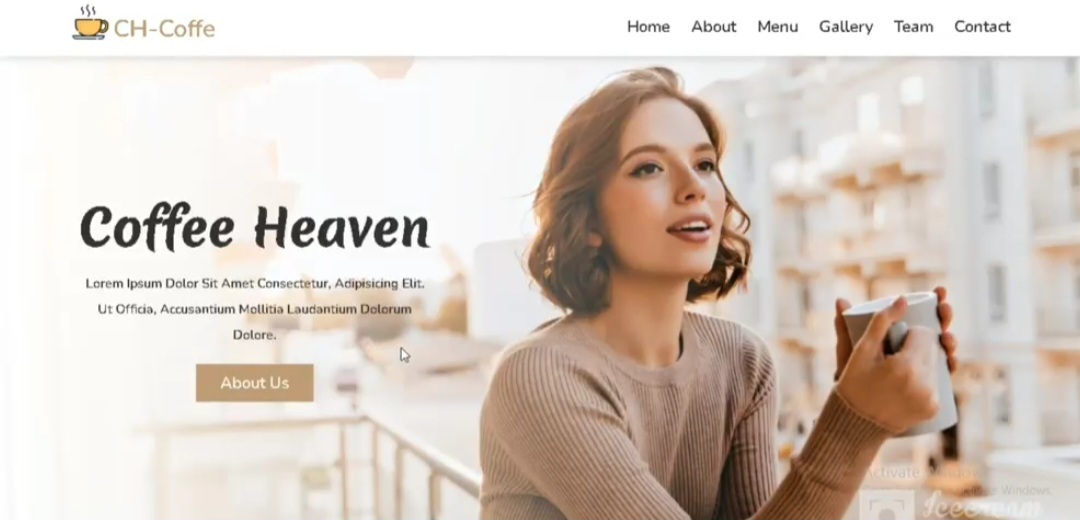 CH-Coffe
Home About Menu Gallery Team Contact
Coffee Heaven
Lorem Ipsum Dolor Sit Amet Consectetur, Adipisicing Elit.
Ut Officia, Accusantium Mollitia Laudantium Dolorum
Dolore.
About Us
Activate Windows
Windows
Icecream